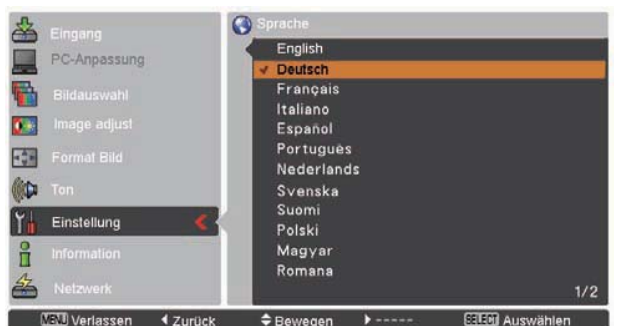 Eingang
PC-Anpassung
Bildauswahl
Image adjust
Format Bild
Ton
Einstellung
Information
Netzwerk
Sprache
English
Deutsch
Français
Italiano
Español
Português
Nederlands
Svenska
Suomi
Polski
Magyar
Romana
1/2
MENU Verlassen
Zurück
Bewegen
-----
SELECT Auswählen